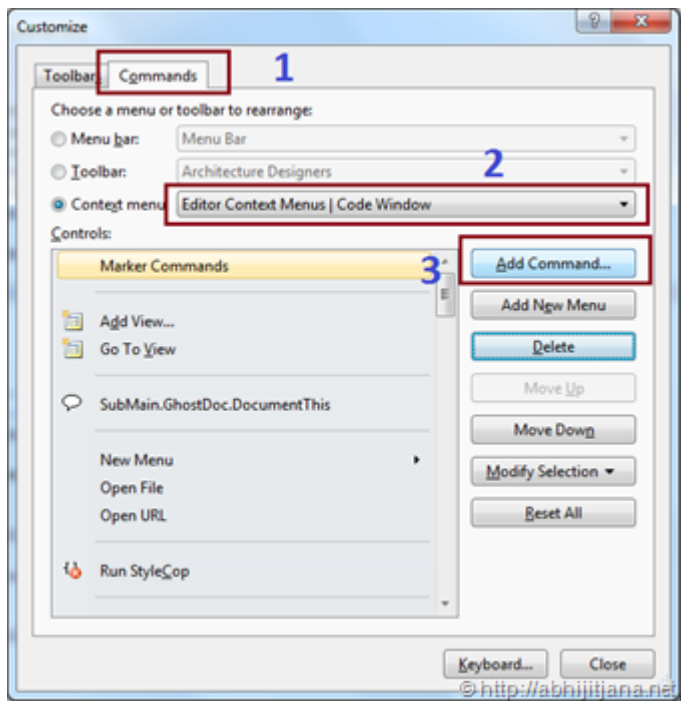 Customize
Toolbar Commands 1
Choose a menu or toolbar to rearrange:
Menu bar: Menu Bar
2
Toolbar: Architecture Designers
Context menu Editor Context Menus | Code Window
Controls:
Marker Commands 3 Add Command...
Add New Menu
Add View...
Go To View Delete
Move Up
SubMain.GhostDoc.DocumentThis
Move Down
New Menu
Modify Selection
Open File
Open URL Reset All
Run StyleCop
Keyboard... Close
©http://abhijitjana.net